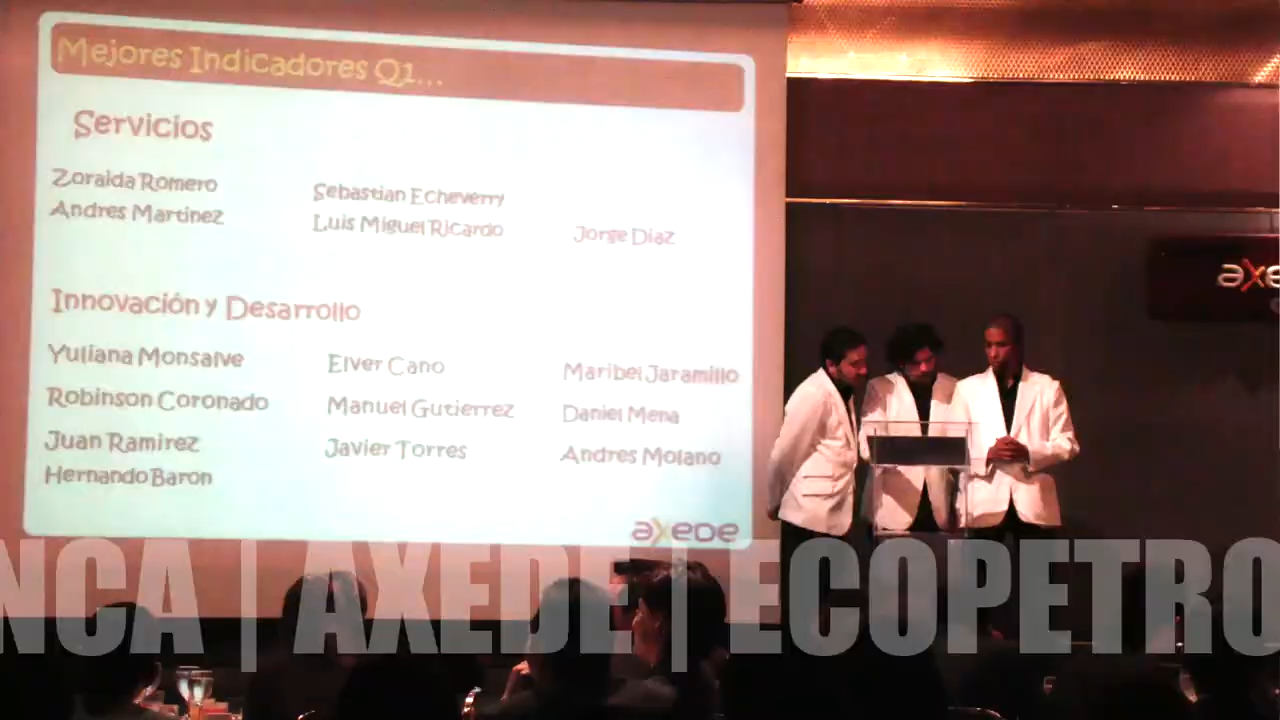 Mejores Indicadores Q1...
Servicios
Zoraida Romero
Sebastian Echeverry
Andres Martinez
Luis Miguel Ricardo
Jorge Diaz
Innovación y Desarrollo
Yuliana Monsalve
Elver Cano
Maribel Jaramillo
Robinson Coronado
Manuel Gutierrez
Daniel Mena
Juan Ramirez
Javier Torres
Andres Molano
Hernando Baron
axede
axe
NCA | AXEDE | ECOPETRO